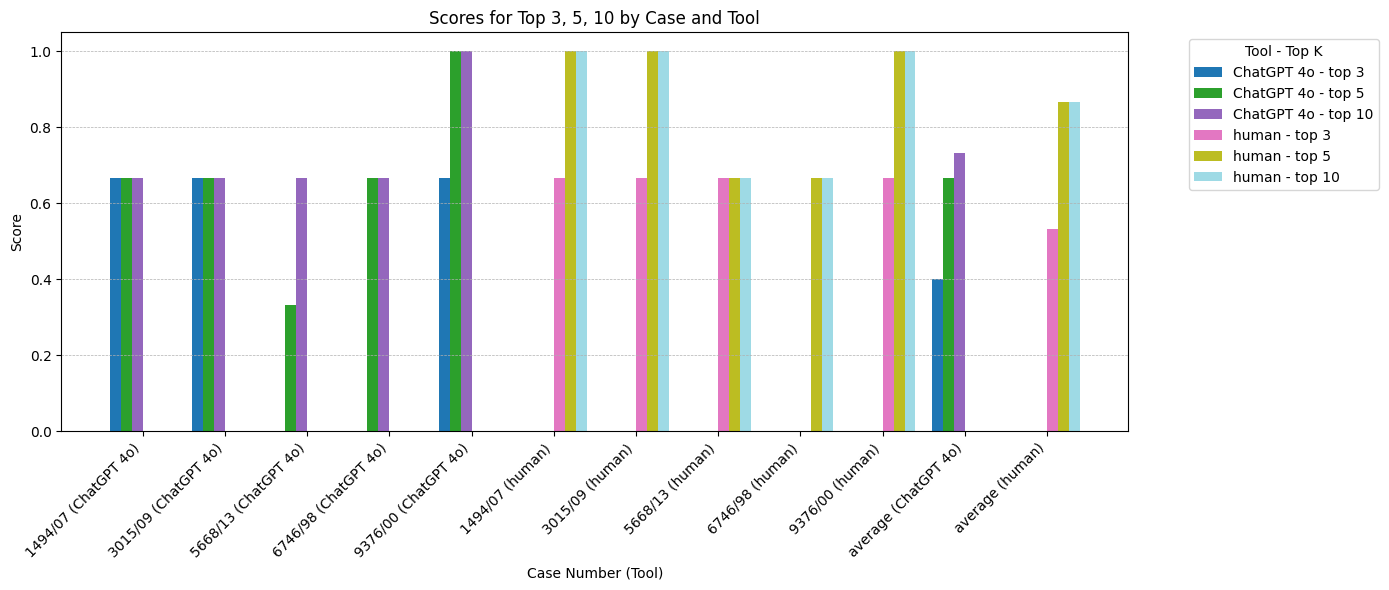 Scores for Top 3, 5, 10 by Case and Tool
Score
1.0
0.8
0.6
0.4
0.2
0.0
1494/07 (ChatGPT 4o)
3015/09 (ChatGPT 4o)
5668/13 (ChatGPT 4o)
6746/98 (ChatGPT 4o)
9376/00 (ChatGPT 4o)
1494/07 (human)
3015/09 (human)
5668/13 (human)
6746/98 (human)
9376/00 (human)
average (ChatGPT 4o)
average (human)
Case Number (Tool)
Tool - Top K
ChatGPT 4o - top 3
ChatGPT 4o - top 5
ChatGPT 4o - top 10
human - top 3
human - top 5
human - top 10